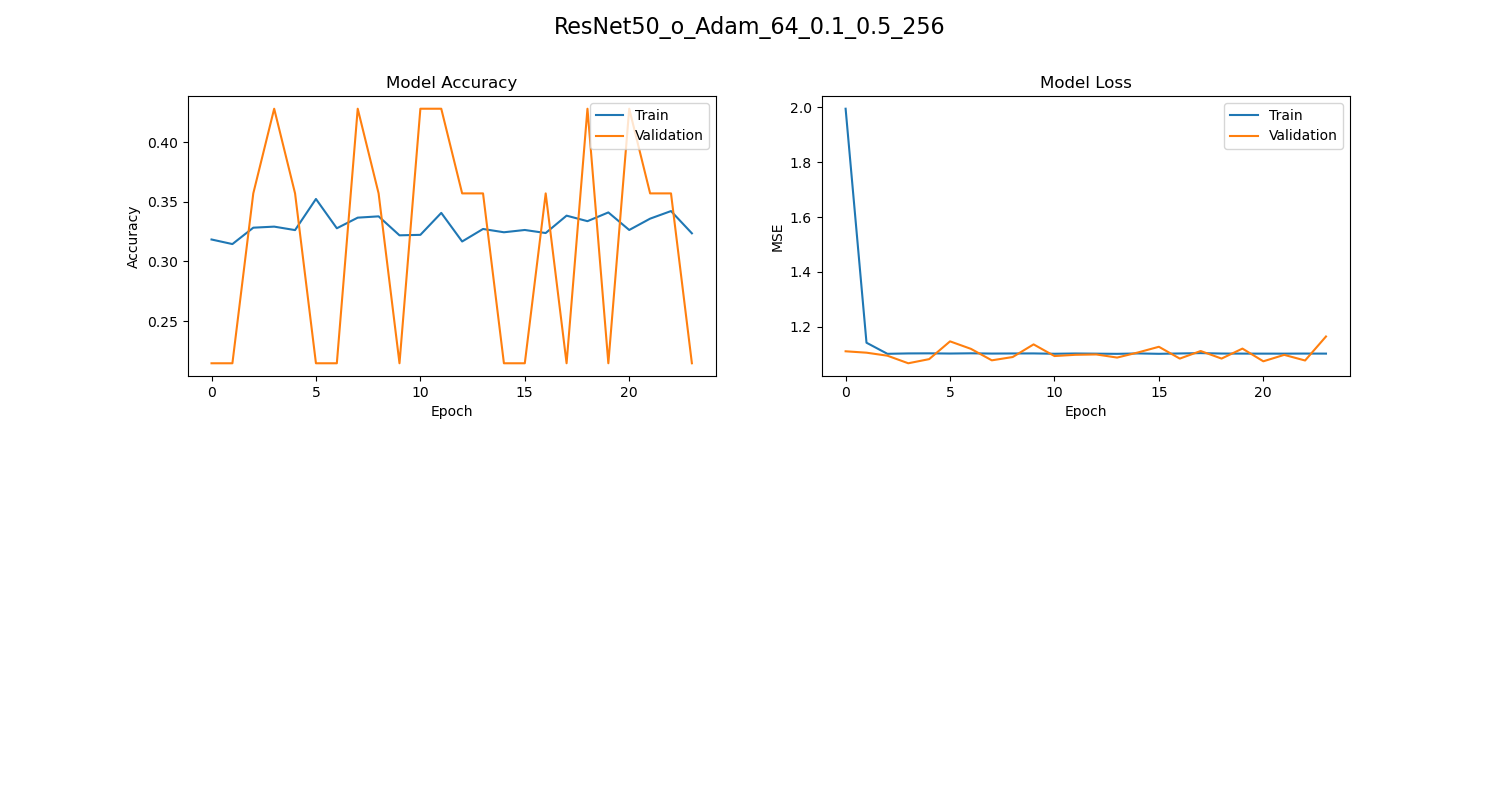 ResNet50_o_Adam_64_0.1_0.5_256
Model Accuracy
Train
Validation
0.40
0.35
0.30
0.25
Accuracy
0 5 10 15 20
Epoch
Model Loss
Train
Validation
2.0
1.8
1.6
1.4
1.2
MSE
0 5 10 15 20
Epoch